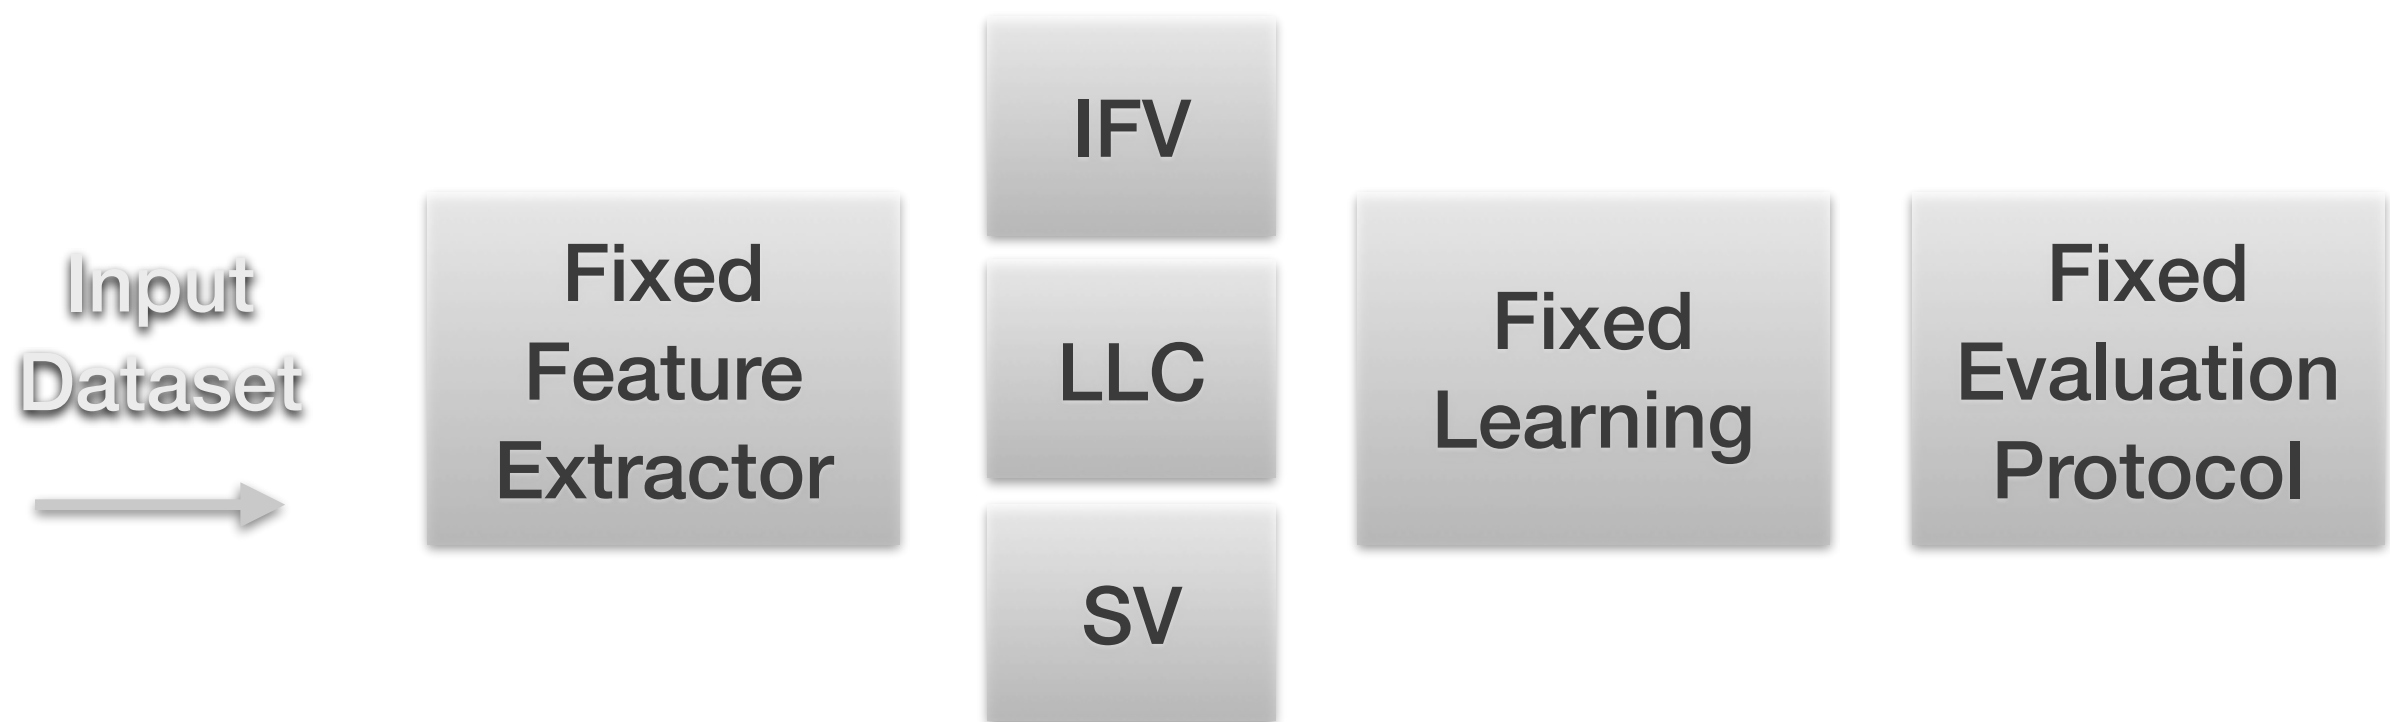 Input
Dataset
Fixed
Feature
Extractor
IFV
LLC
SV
Fixed
Learning
Fixed
Evaluation
Protocol